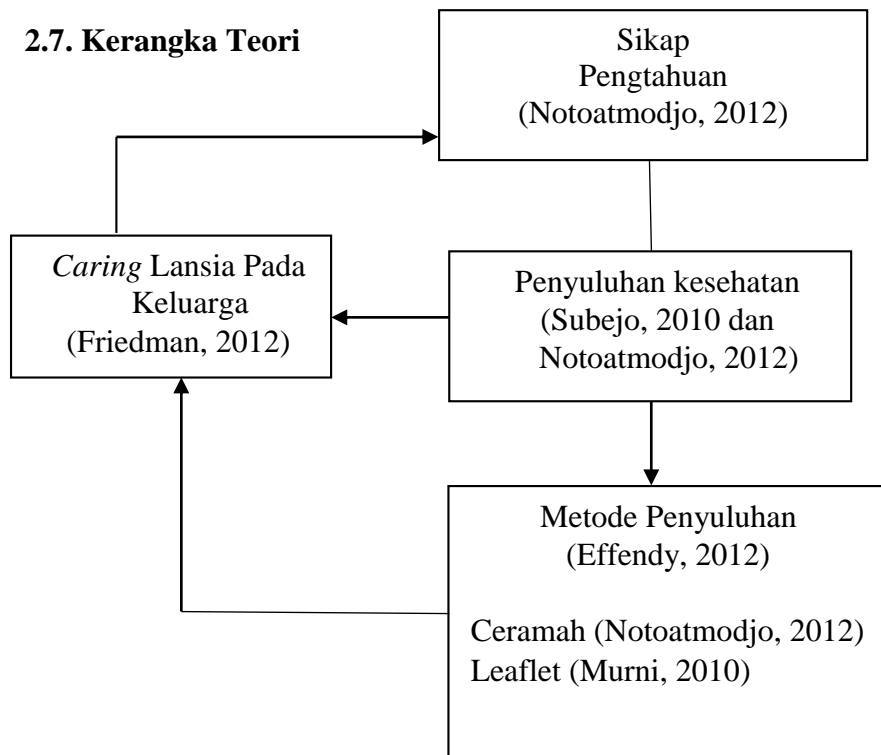 2.7. Kerangka Teori
Sikap
Pengtahuan
(Notoatmodjo, 2012)
Caring Lansia Pada
Keluarga
(Friedman, 2012)
Penyuluhan kesehatan
(Subejo, 2010 dan
Notoatmodjo, 2012)
Metode Penyuluhan
(Effendy, 2012)
Ceramah (Notoatmodjo, 2012)
Leaflet (Murni, 2010)